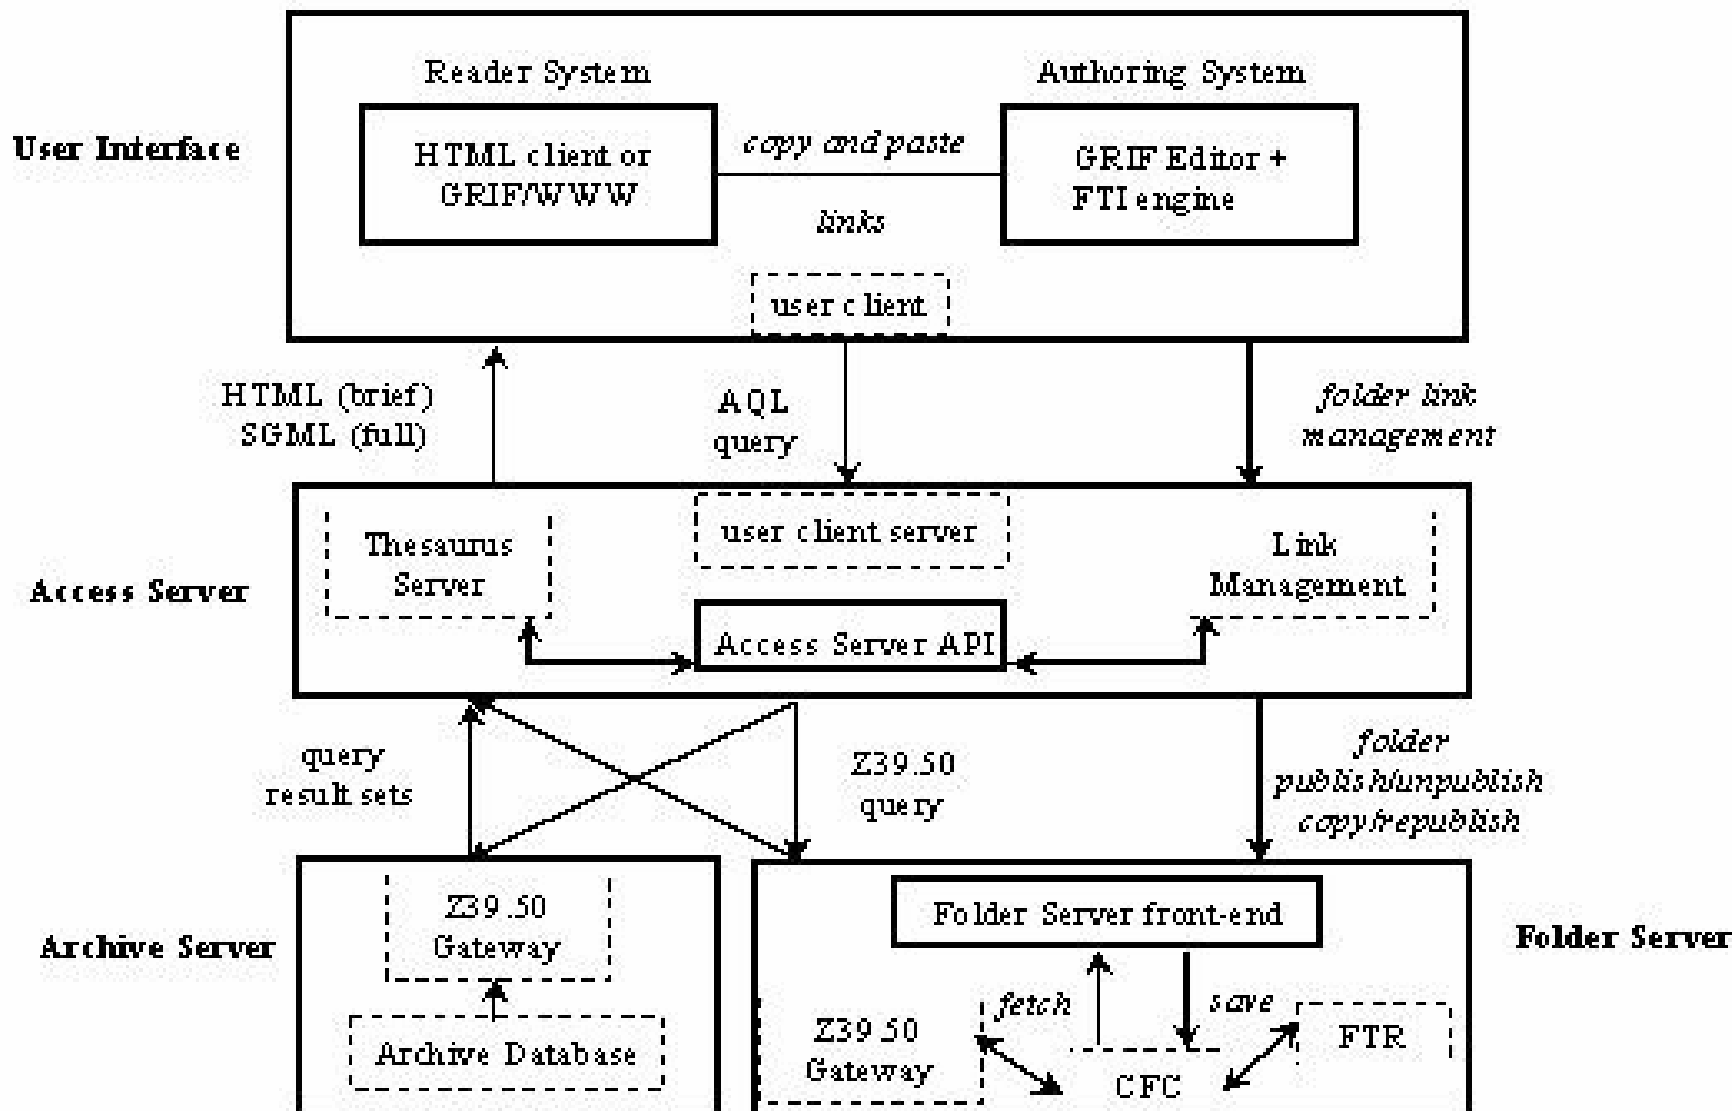 Reader System
Authoring System
User Interface
HTML client or
GRIF/WWW
copy and paste
links
GRIF Editor +
FTI engine
user client
HTML (brief)
SGML (full)
AQL
query
folder link
management
Access Server
Thesaurus
Server
user client server
Link
Management
Access Server API
query
result sets
Z39.50
query
folder
publish/unpublish
copy/republish
Archive Server
Z39.50
Gateway
Archive Database
Folder Server front-end
Folder Server
fetch
save
Z39.50
Gateway
CFC
FTR